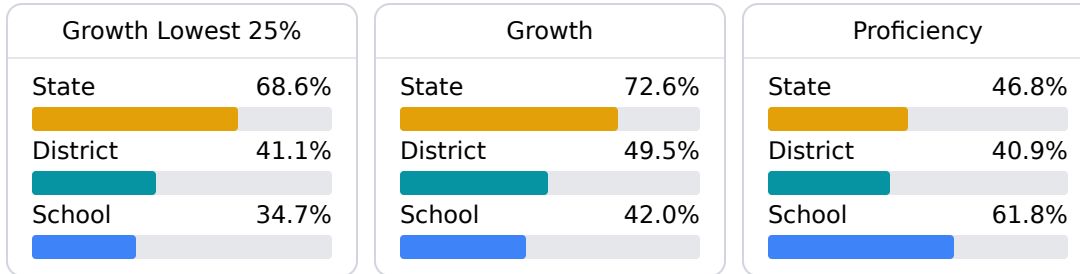 Growth Lowest 25%
State 68.6%
District 41.1%
School 34.7%
Growth
State 72.6%
District 49.5%
School 42.0%
Proficiency
State 46.8%
District 40.9%
School 61.8%